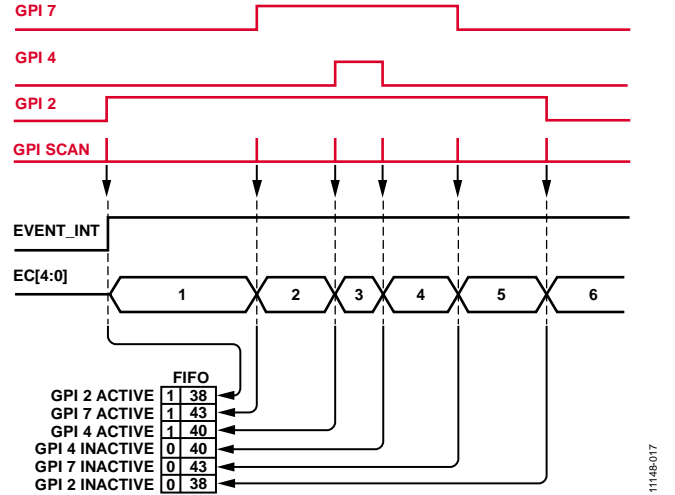 GPI 7
GPI 4
GPI 2
GPI SCAN
EVENT_INT
EC[4:0]
1 2 3 4 5 6
FIFO
GPI 2 ACTIVE 1 38
GPI 7 ACTIVE 1 43
GPI 4 ACTIVE 1 40
GPI 4 INACTIVE 0 40
GPI 7 INACTIVE 0 43
GPI 2 INACTIVE 0 38
11148-017